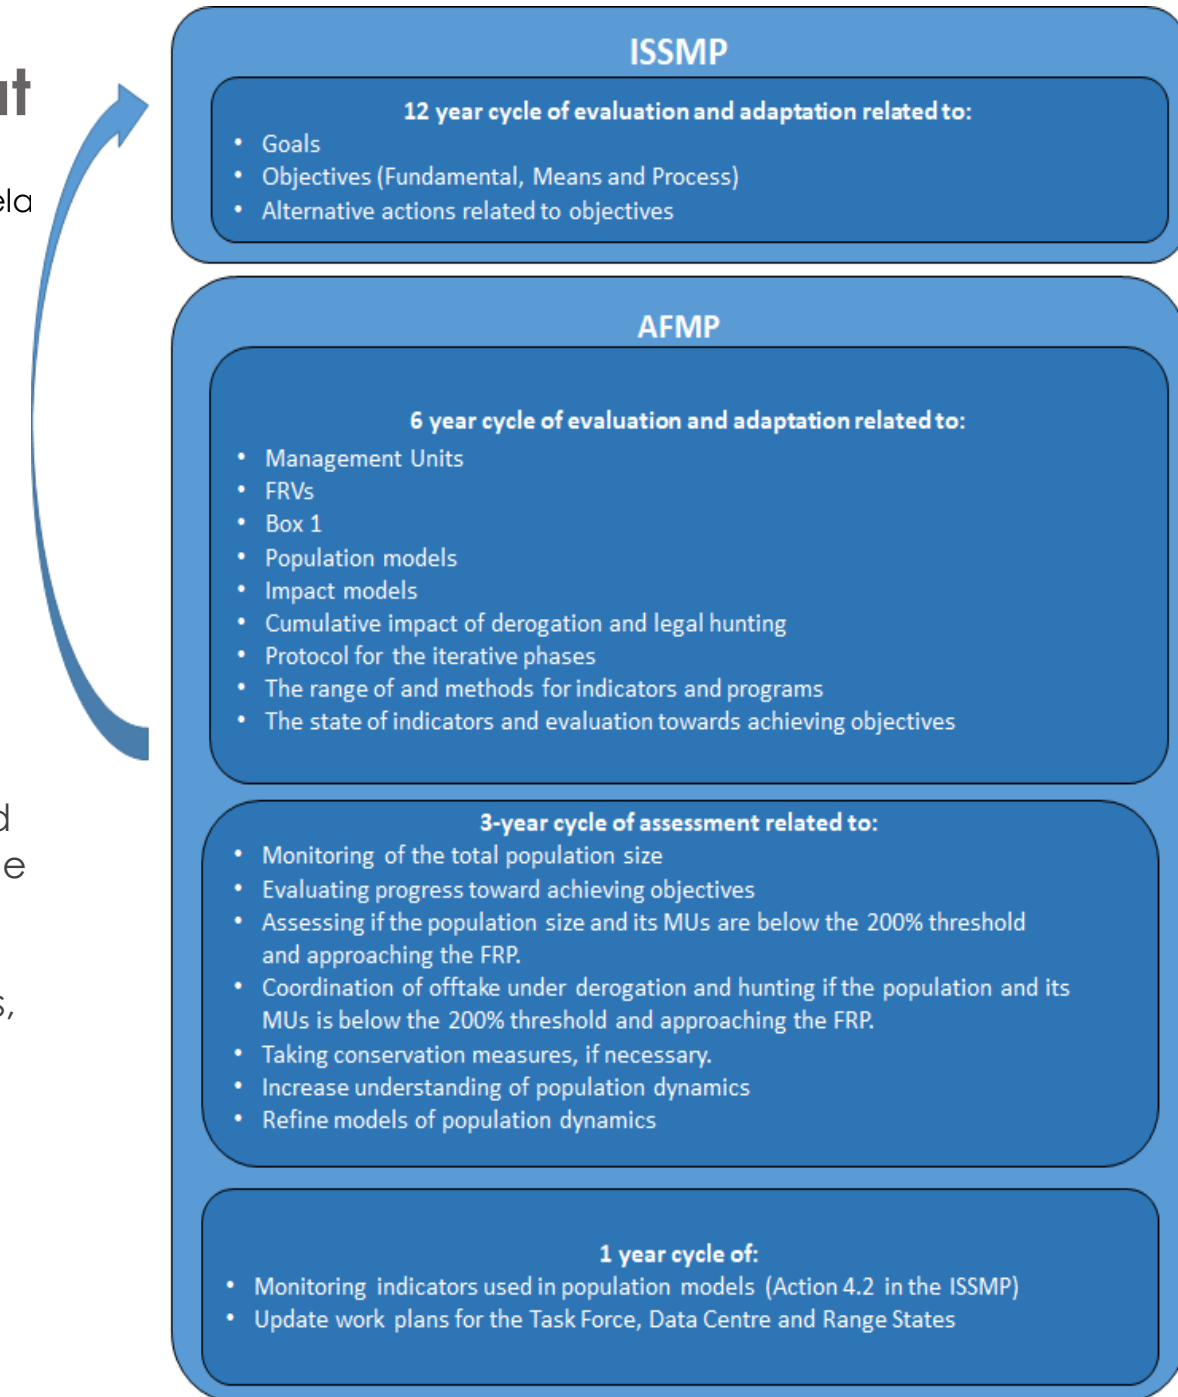 ut
ela
d
e
s,
ISSMP
12 year cycle of evaluation and adaptation related to:
• Goals
• Objectives (Fundamental, Means and Process)
• Alternative actions related to objectives
AFMP
6 year cycle of evaluation and adaptation related to:
• Management Units
• FRVs
• Box 1
• Population models
• Impact models
• Cumulative impact of derogation and legal hunting
• Protocol for the iterative phases
• The range of and methods for indicators and programs
• The state of indicators and evaluation towards achieving objectives
3-year cycle of assessment related to:
• Monitoring of the total population size
• Evaluating progress toward achieving objectives
• Assessing if the population size and its MUs are below the 200% threshold
and approaching the FRP.
• Coordination of offtake under derogation and hunting if the population and its
MUs is below the 200% threshold and approaching the FRP.
• Taking conservation measures, if necessary.
• Increase understanding of population dynamics
• Refine models of population dynamics
1 year cycle of:
• Monitoring indicators used in population models (Action 4.2 in the ISSMP)
• Update work plans for the Task Force, Data Centre and Range States